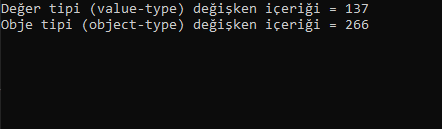 Değer tipi (value-type) değişken içeriği = 137
Obje tipi (object-type) değişken içeriği = 266